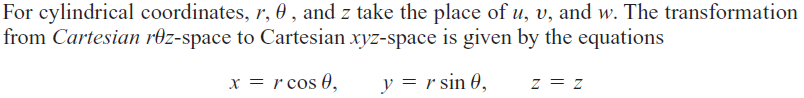 For cylindrical coordinates, r, θ , and z take the place of u, v, and w. The transformation
from Cartesian rθz-space to Cartesian xyz-space is given by the equations
x = r cos θ, y = r sin θ, z = z